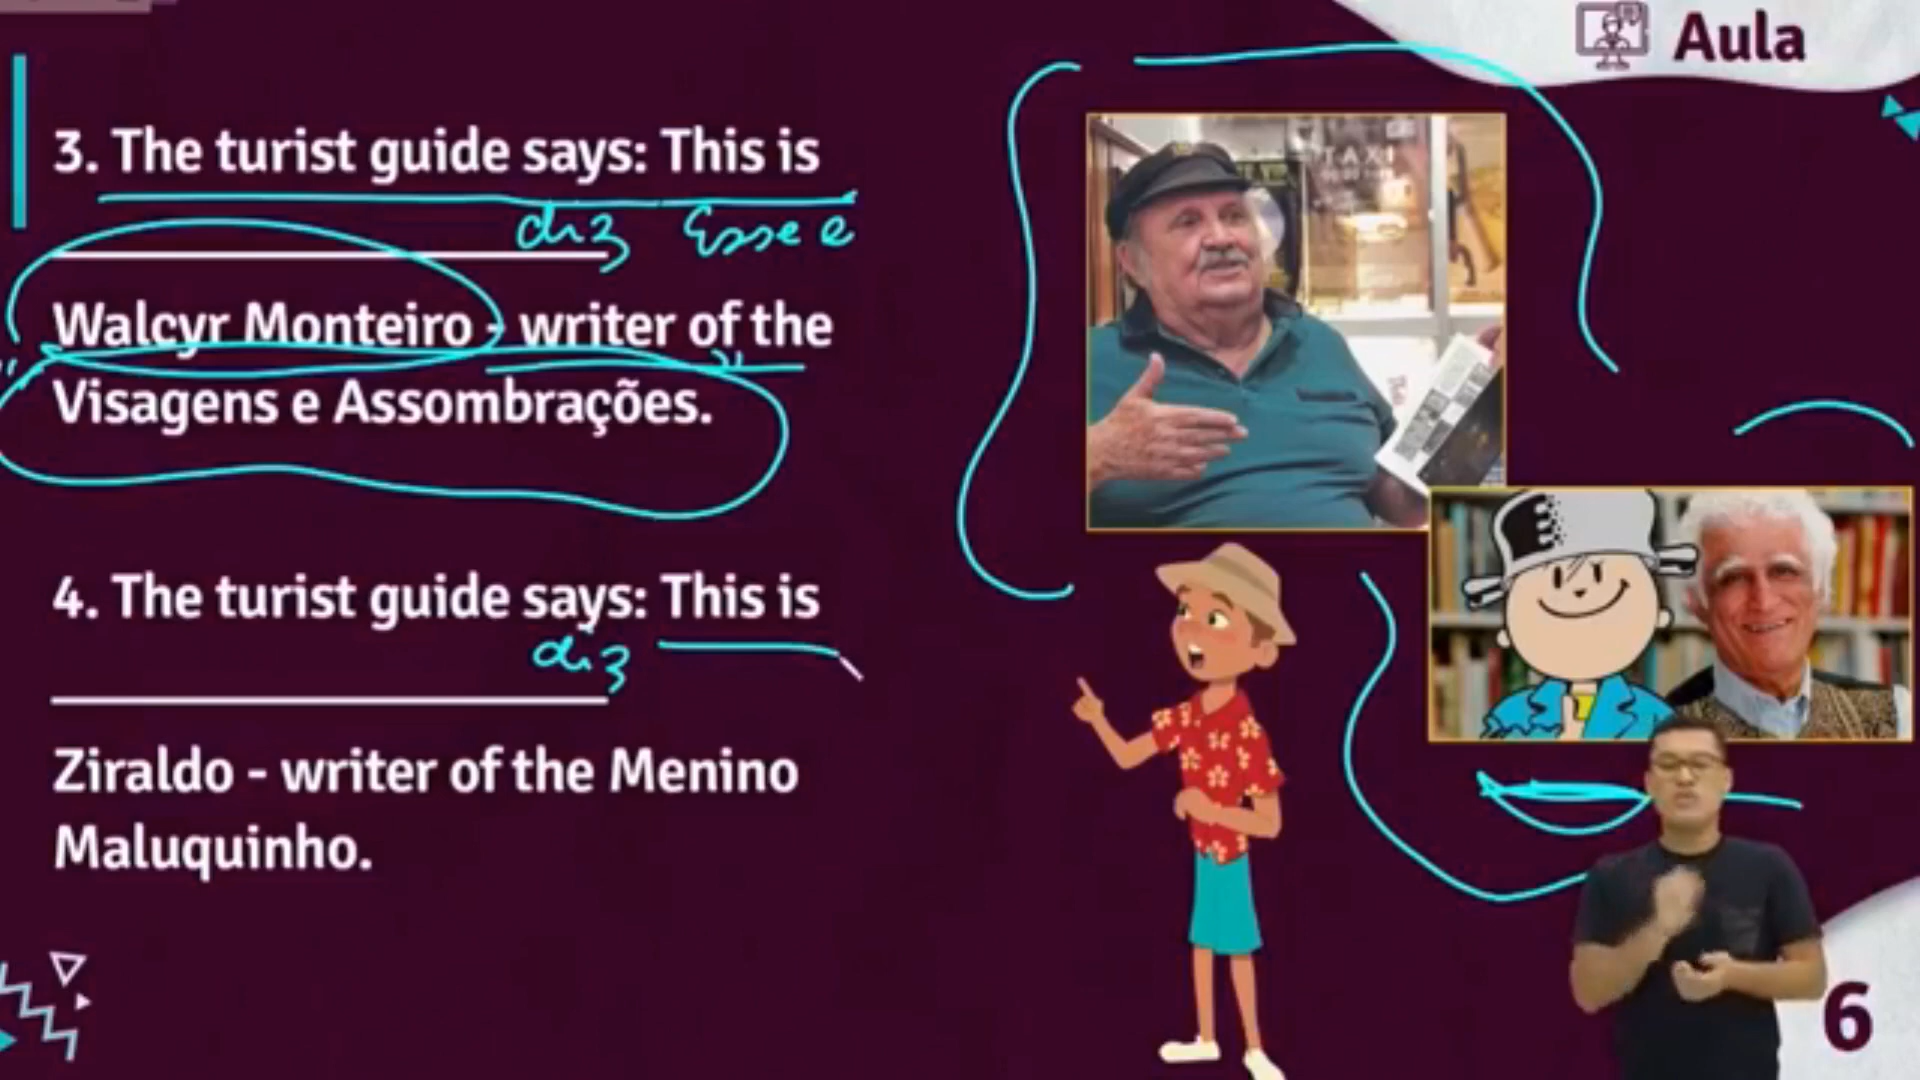 Aula
3. The turist guide says: This is
diz Esse é
Walcyr Monteiro - writer of the
Visagens e Assombrações.
4. The turist guide says: This is
diz
Ziraldo - writer of the Menino
Maluquinho.
TAXI
6